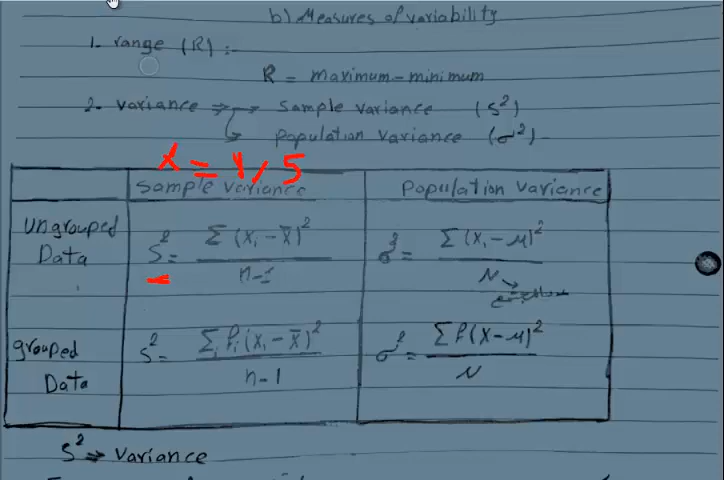 b) Measures of variability
1. range (R) :-
R = maximum - minimum
2. variance ⇒ → sample variance (S²)
↳ population variance (σ²)
x = 4, 5
Sample variance
population variance
Ungrouped Data
S² = Σ (xᵢ - x̄)² / n-1
σ² = Σ (xᵢ - μ)² / N
grouped Data
S² = Σᵢ fᵢ (xᵢ - x̄)² / n-1
σ² = Σ f (x - μ)² / N
S² ⇒ variance